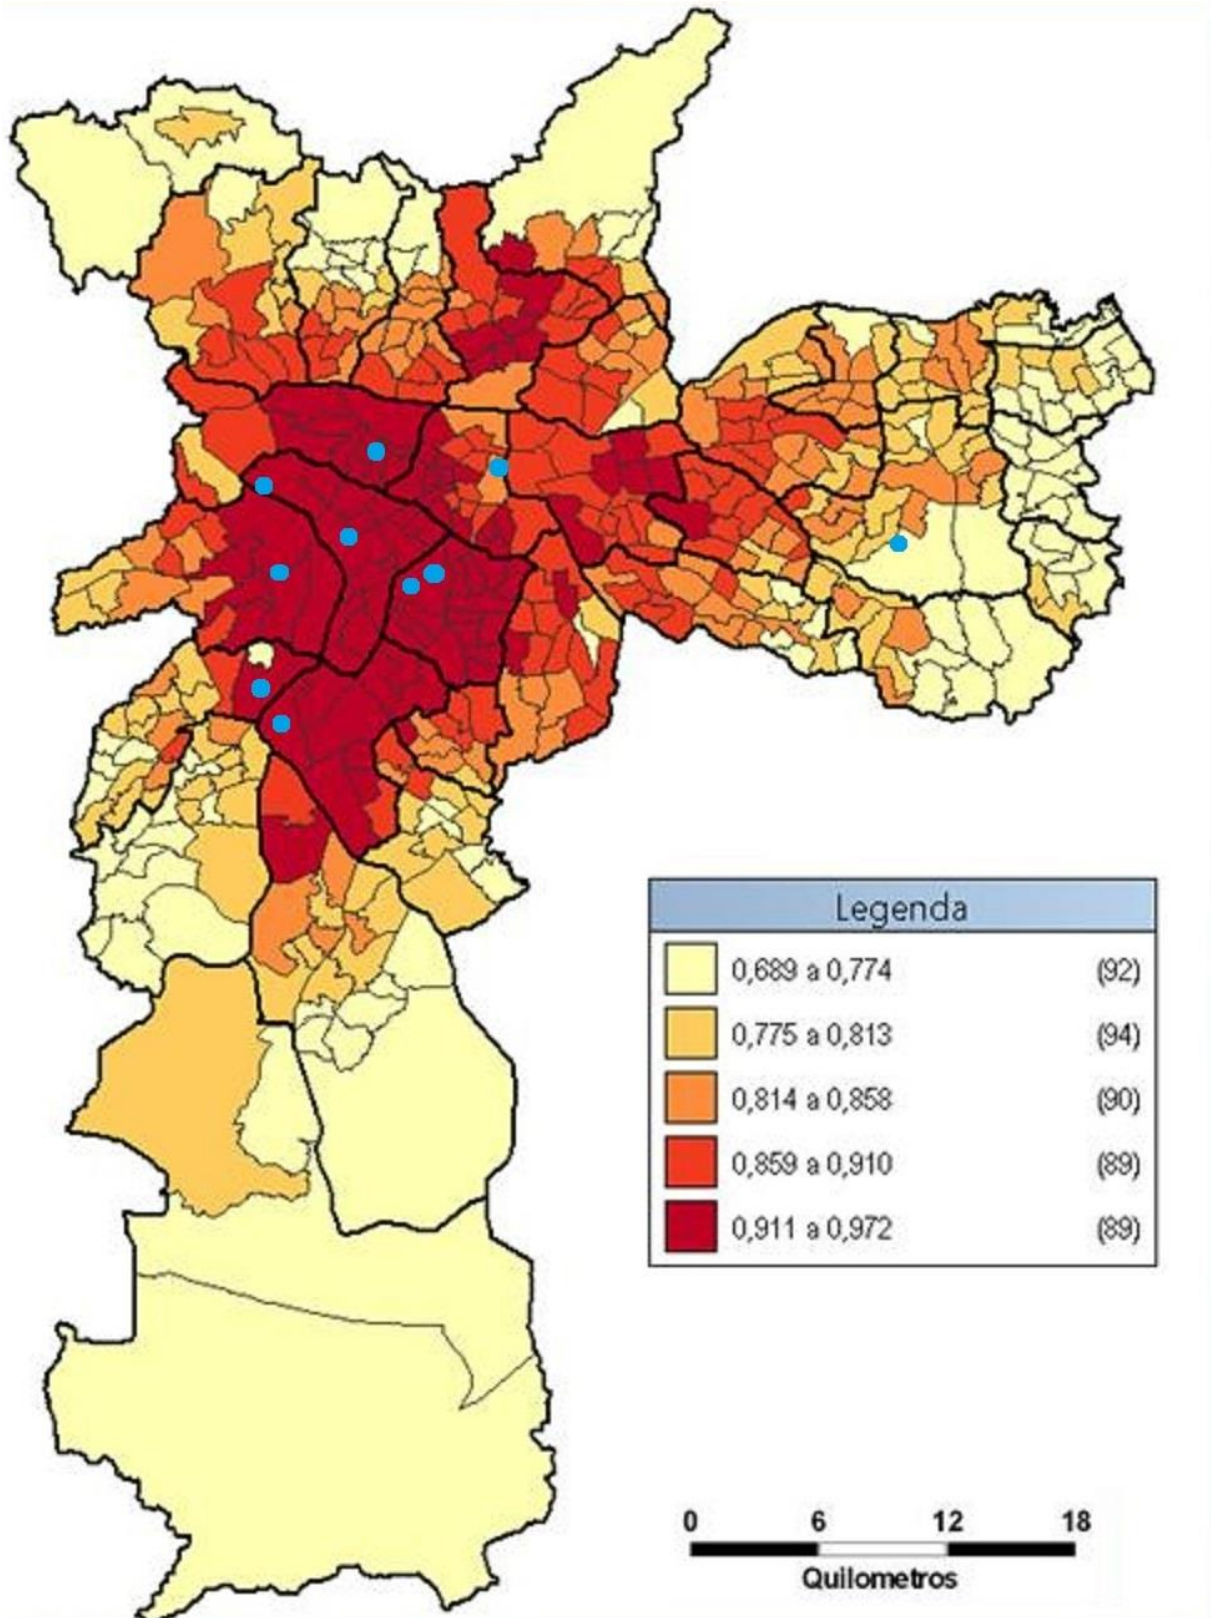 Legenda
0,689 a 0,774 (92)
0,775 a 0,813 (94)
0,814 a 0,858 (90)
0,859 a 0,910 (89)
0,911 a 0,972 (89)
0 6 12 18
Quilometros